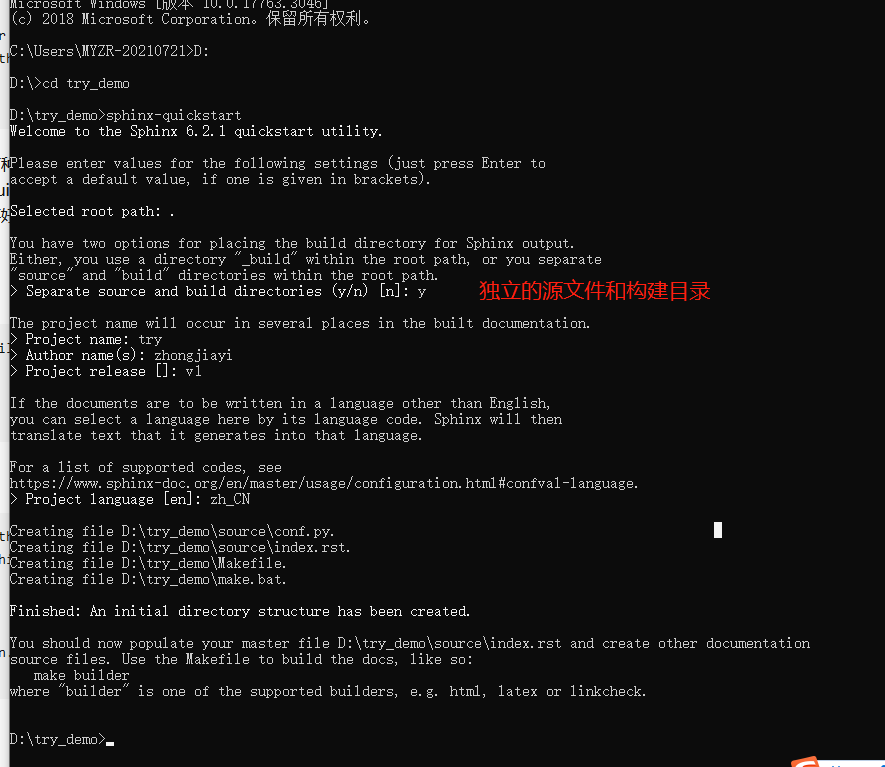 Microsoft Windows [版本 10.0.17763.3046]
(c) 2018 Microsoft Corporation。保留所有权利。
C:\Users\MYZR-20210721>D:
D:\>cd try_demo
D:\try_demo>sphinx-quickstart
Welcome to the Sphinx 6.2.1 quickstart utility.
Please enter values for the following settings (just press Enter to
accept a default value, if one is given in brackets).
Selected root path: .
You have two options for placing the build directory for Sphinx output.
Either, you use a directory "_build" within the root path, or you separate
"source" and "build" directories within the root path.
> Separate source and build directories (y/n) [n]: y 独立的源文件和构建目录
The project name will occur in several places in the built documentation.
> Project name: try
> Author name(s): zhongjiayi
> Project release []: v1
If the documents are to be written in a language other than English,
you can select a language here by its language code. Sphinx will then
translate text that it generates into that language.
For a list of supported codes, see
https://www.sphinx-doc.org/en/master/usage/configuration.html#confval-language.
> Project language [en]: zh_CN
Creating file D:\try_demo\source\conf.py.
Creating file D:\try_demo\source\index.rst.
Creating file D:\try_demo\Makefile.
Creating file D:\try_demo\make.bat.
Finished: An initial directory structure has been created.
You should now populate your master file D:\try_demo\source\index.rst and create other documentation
source files. Use the Makefile to build the docs, like so:
make builder
where "builder" is one of the supported builders, e.g. html, latex or linkcheck.
D:\try_demo>